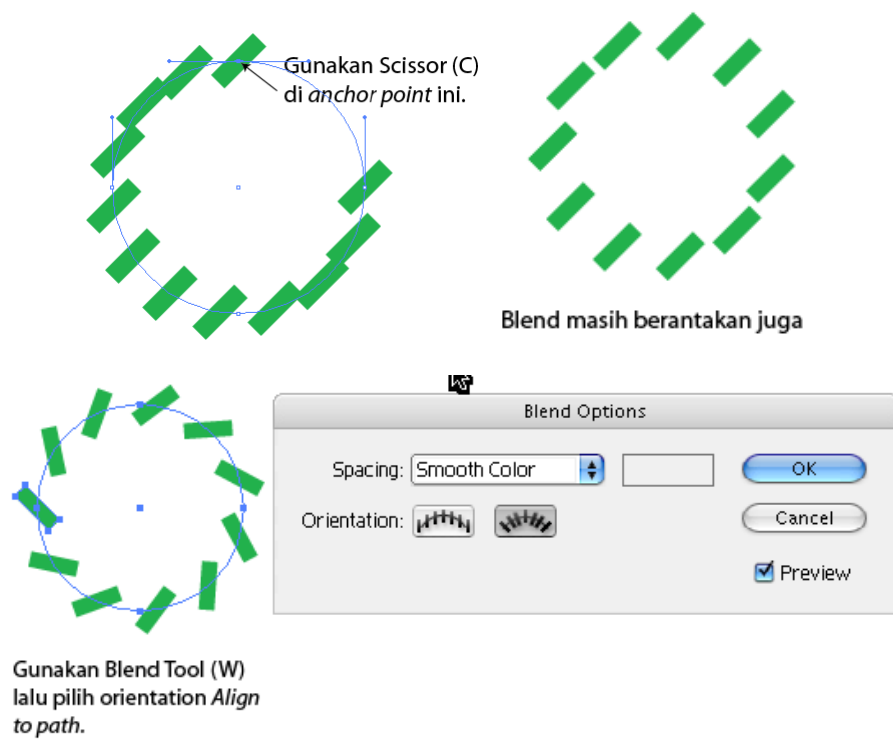 Gunakan Scissor (C)
di anchor point ini.
Blend masih berantakan juga
Blend Options
Spacing: Smooth Color
OK
Orientation:
Cancel
Preview
Gunakan Blend Tool (W)
lalu pilih orientation Align
to path.